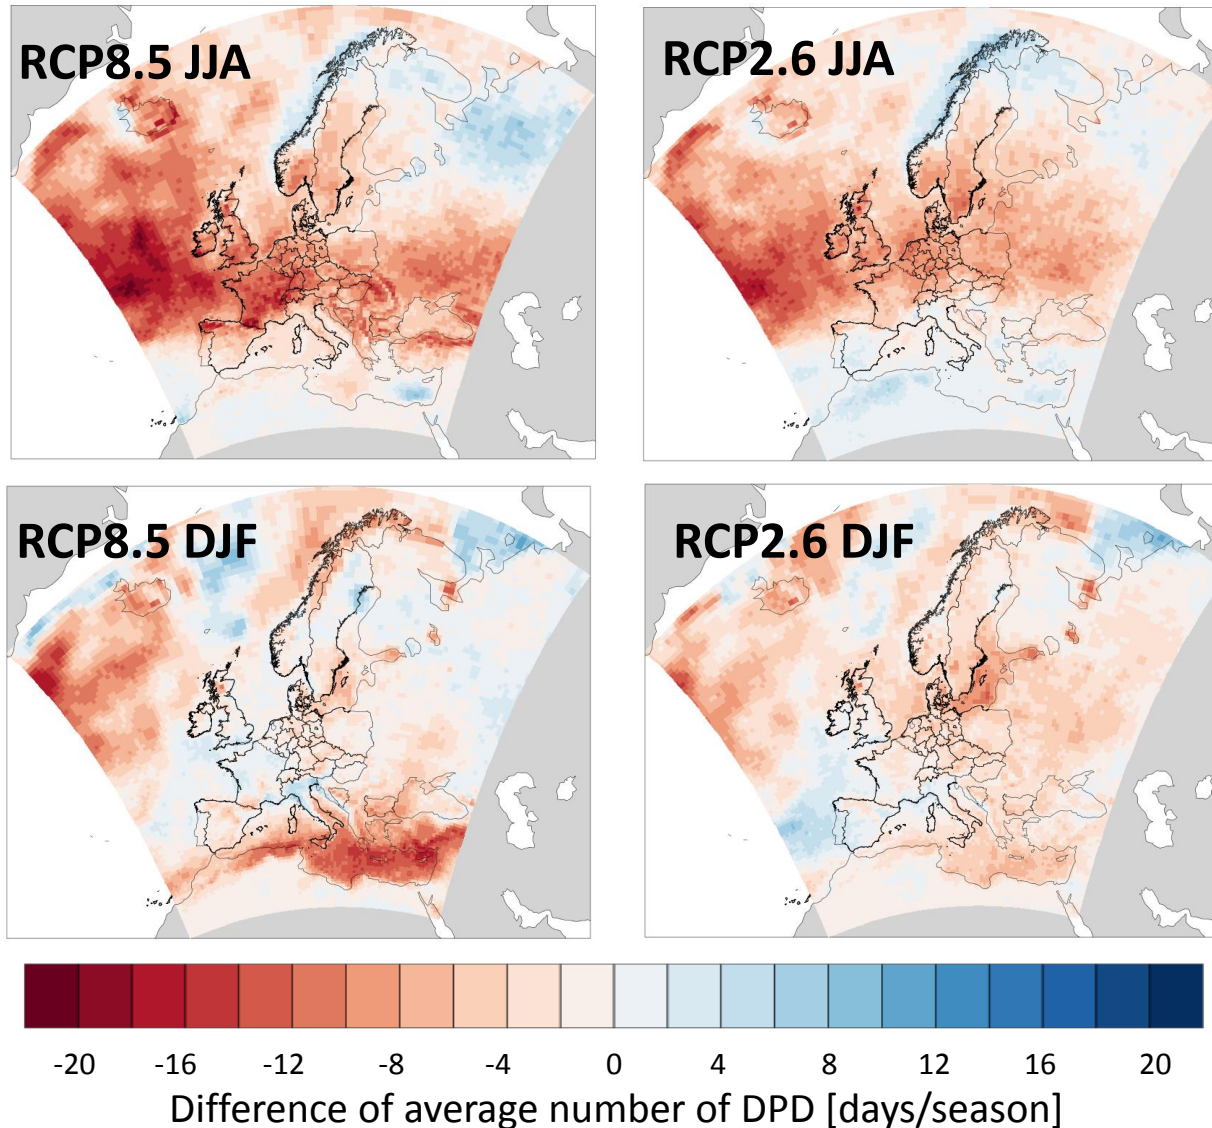 RCP8.5 JJA
RCP2.6 JJA
RCP8.5 DJF
RCP2.6 DJF
-20 -16 -12 -8 -4 0 4 8 12 16 20
Difference of average number of DPD [days/season]